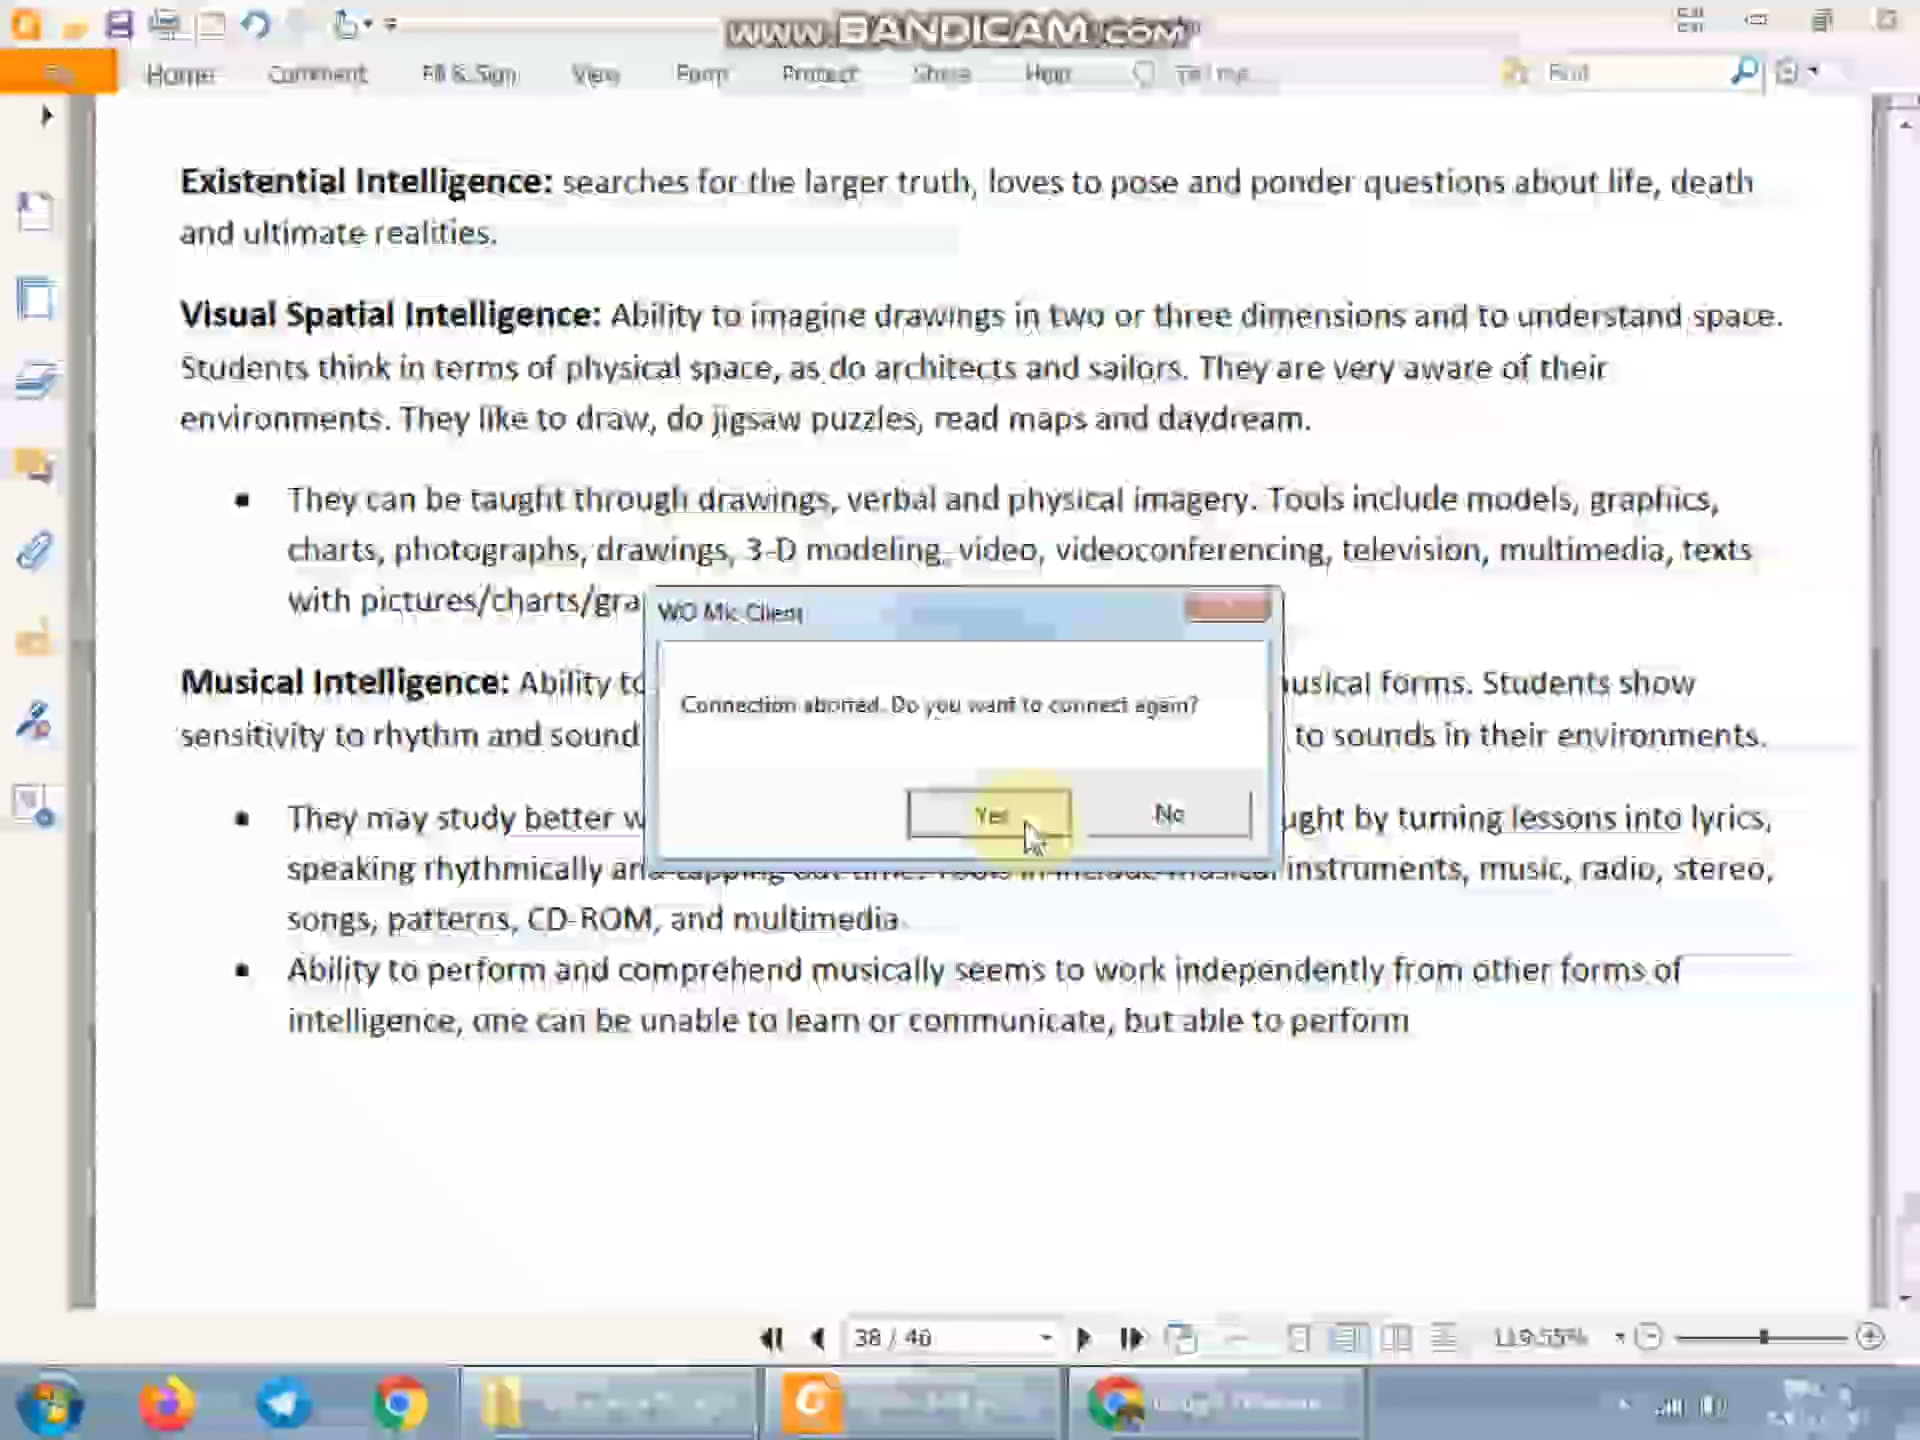 www.BANDICAM.com
Home Comment Fill & Sign View Form Protect Share Help Tell me... Find
Existential Intelligence: searches for the larger truth, loves to pose and ponder questions about life, death
and ultimate realities.
Visual Spatial Intelligence: Ability to imagine drawings in two or three dimensions and to understand space.
Students think in terms of physical space, as do architects and sailors. They are very aware of their
environments. They like to draw, do jigsaw puzzles, read maps and daydream.
▪ They can be taught through drawings, verbal and physical imagery. Tools include models, graphics,
charts, photographs, drawings, 3-D modeling, video, videoconferencing, television, multimedia, texts
with pictures/charts/gra
WO Mic Client
Connection aborted. Do you want to connect again?
Yes No
Musical Intelligence: Ability to usical forms. Students show
sensitivity to rhythm and sound to sounds in their environments.
▪ They may study better w ught by turning lessons into lyrics,
speaking rhythmically and tapping out time. instruments, music, radio, stereo,
songs, patterns, CD-ROM, and multimedia.
▪ Ability to perform and comprehend musically seems to work independently from other forms of
intelligence, one can be unable to learn or communicate, but able to perform
38 / 40 119.55%